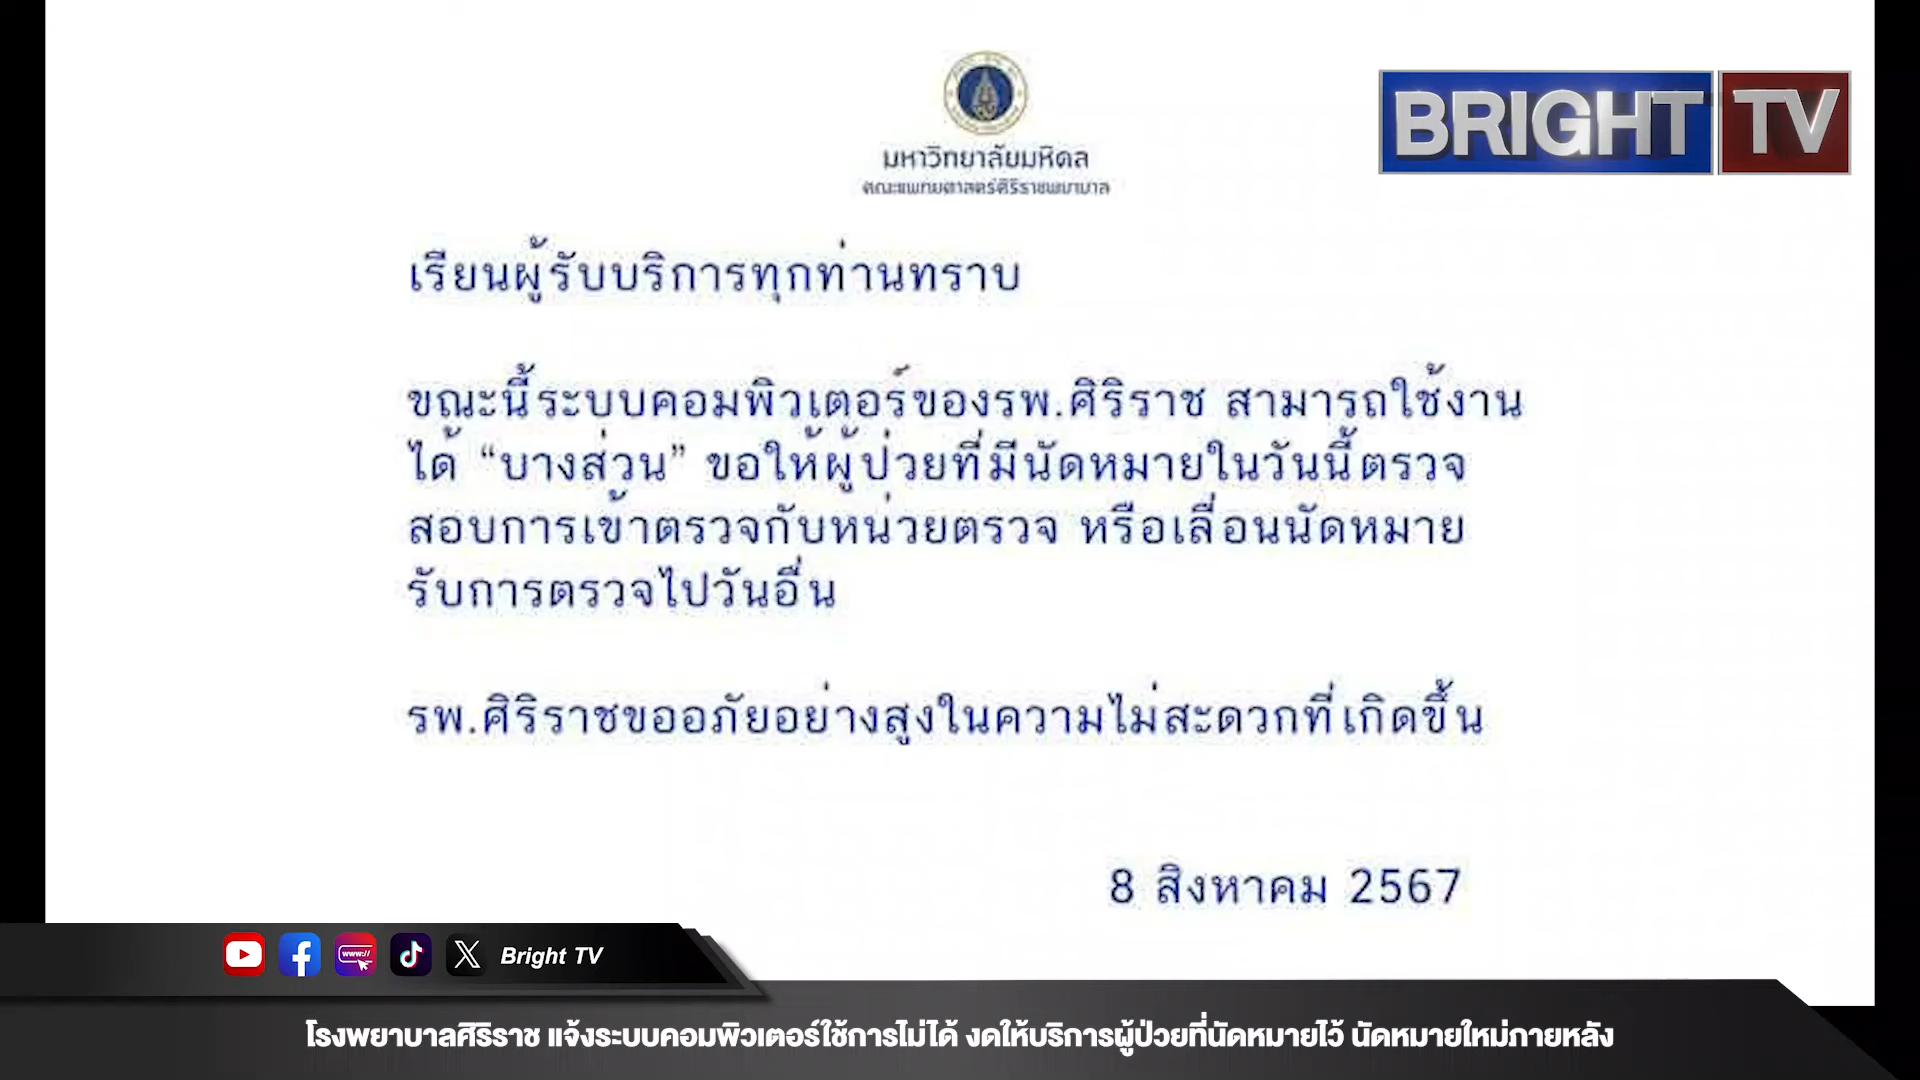 BRIGHT TV
มหาวิทยาลัยมหิดล
คณะแพทยศาสตร์ศิริราชพยาบาล
เรียนผู้รับบริการทุกท่านทราบ
ขณะนี้ระบบคอมพิวเตอร์ของรพ.ศิริราช สามารถใช้งาน
ได้ “บางส่วน” ขอให้ผู้ป่วยที่มีนัดหมายในวันนี้ตรวจ
สอบการเข้าตรวจกับหน่วยตรวจ หรือเลื่อนนัดหมาย
รับการตรวจไปวันอื่น
รพ.ศิริราชขออภัยอย่างสูงในความไม่สะดวกที่เกิดขึ้น
8 สิงหาคม 2567
www:// Bright TV
โรงพยาบาลศิริราช แจ้งระบบคอมพิวเตอร์ใช้การไม่ได้ งดให้บริการผู้ป่วยที่นัดหมายไว้ นัดหมายใหม่ภายหลัง